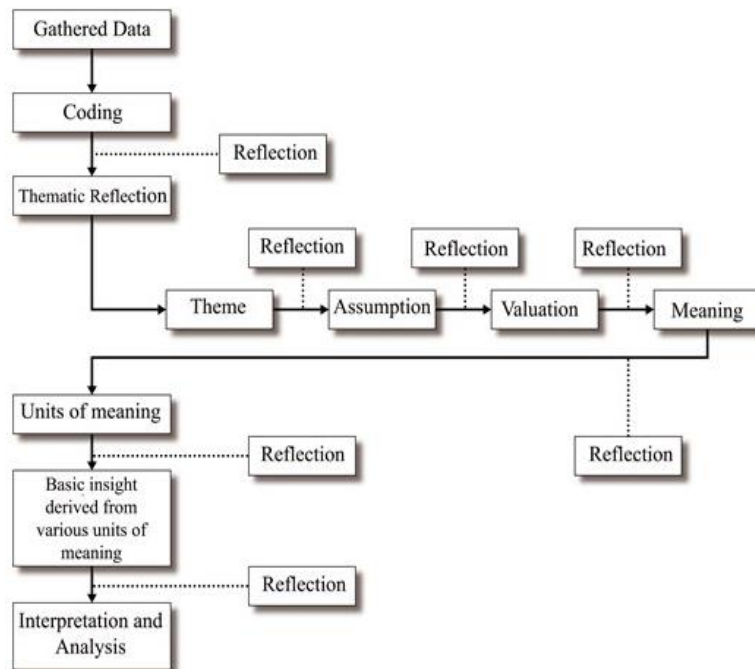 Gathered Data
Coding
Reflection
Thematic Reflection
Reflection
Reflection
Reflection
Theme
Assumption
Valuation
Meaning
Units of meaning
Reflection
Reflection
Basic insight
derived from
various units of
meaning
Reflection
Interpretation and
Analysis